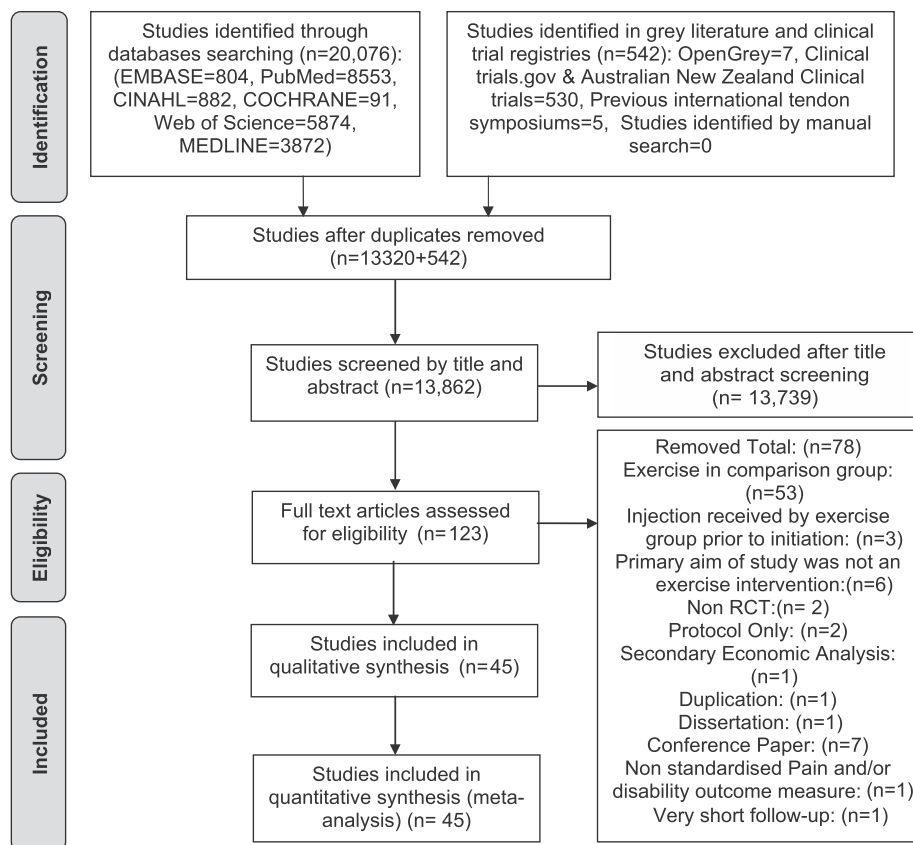 Identification
Studies identified through
databases searching (n=20,076):
(EMBASE=804, PubMed=8553,
CINAHL=882, COCHRANE=91,
Web of Science=5874,
MEDLINE=3872)
Studies identified in grey literature and clinical
trial registries (n=542): OpenGrey=7, Clinical
trials.gov & Australian New Zealand Clinical
trials=530, Previous international tendon
symposiums=5, Studies identified by manual
search=0
Screening
Studies after duplicates removed
(n=13320+542)
Studies screened by title and
abstract (n=13,862)
Studies excluded after title
and abstract screening
(n= 13,739)
Eligibility
Full text articles assessed
for eligibility (n=123)
Removed Total: (n=78)
Exercise in comparison group:
(n=53)
Injection received by exercise
group prior to initiation: (n=3)
Primary aim of study was not an
exercise intervention:(n=6)
Non RCT:(n= 2)
Protocol Only: (n=2)
Secondary Economic Analysis:
(n=1)
Duplication: (n=1)
Dissertation: (n=1)
Conference Paper: (n=7)
Non standardised Pain and/or
disability outcome measure: (n=1)
Very short follow-up: (n=1)
Included
Studies included in
qualitative synthesis (n=45)
Studies included in
quantitative synthesis (meta-
analysis) (n= 45)